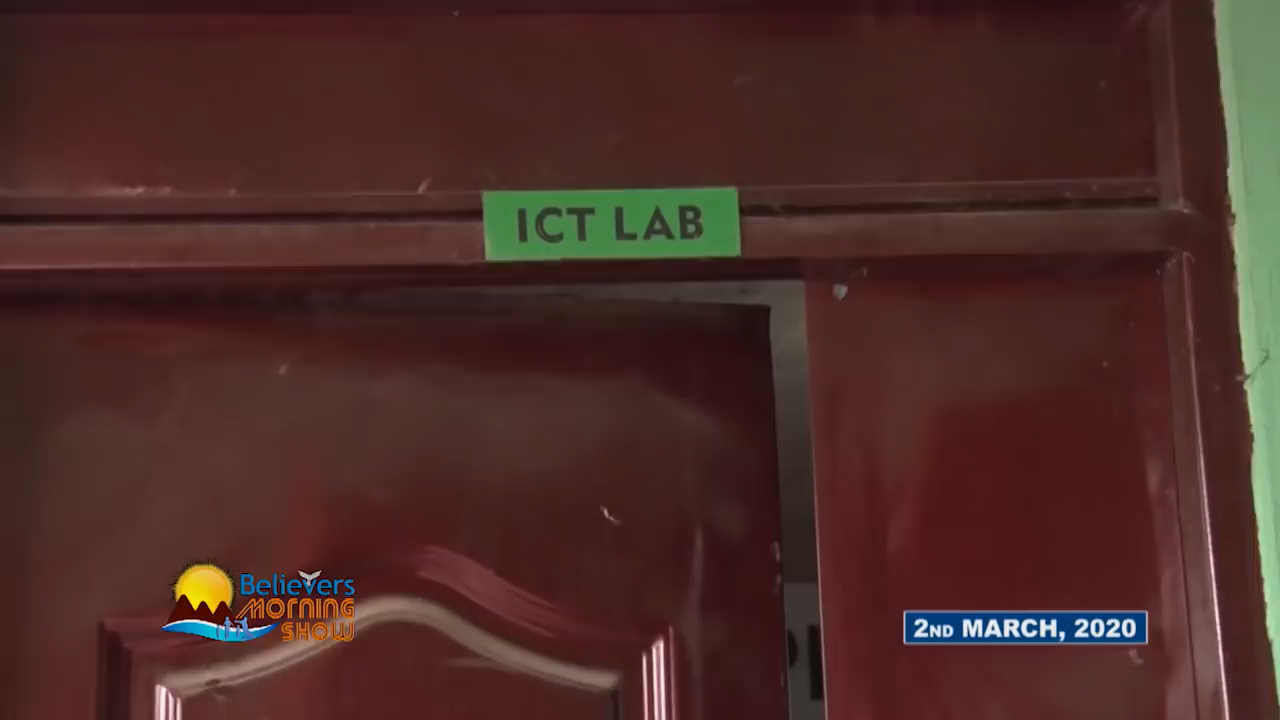 ICT LAB
Believers
MORNING
SHOW
2ND MARCH, 2020